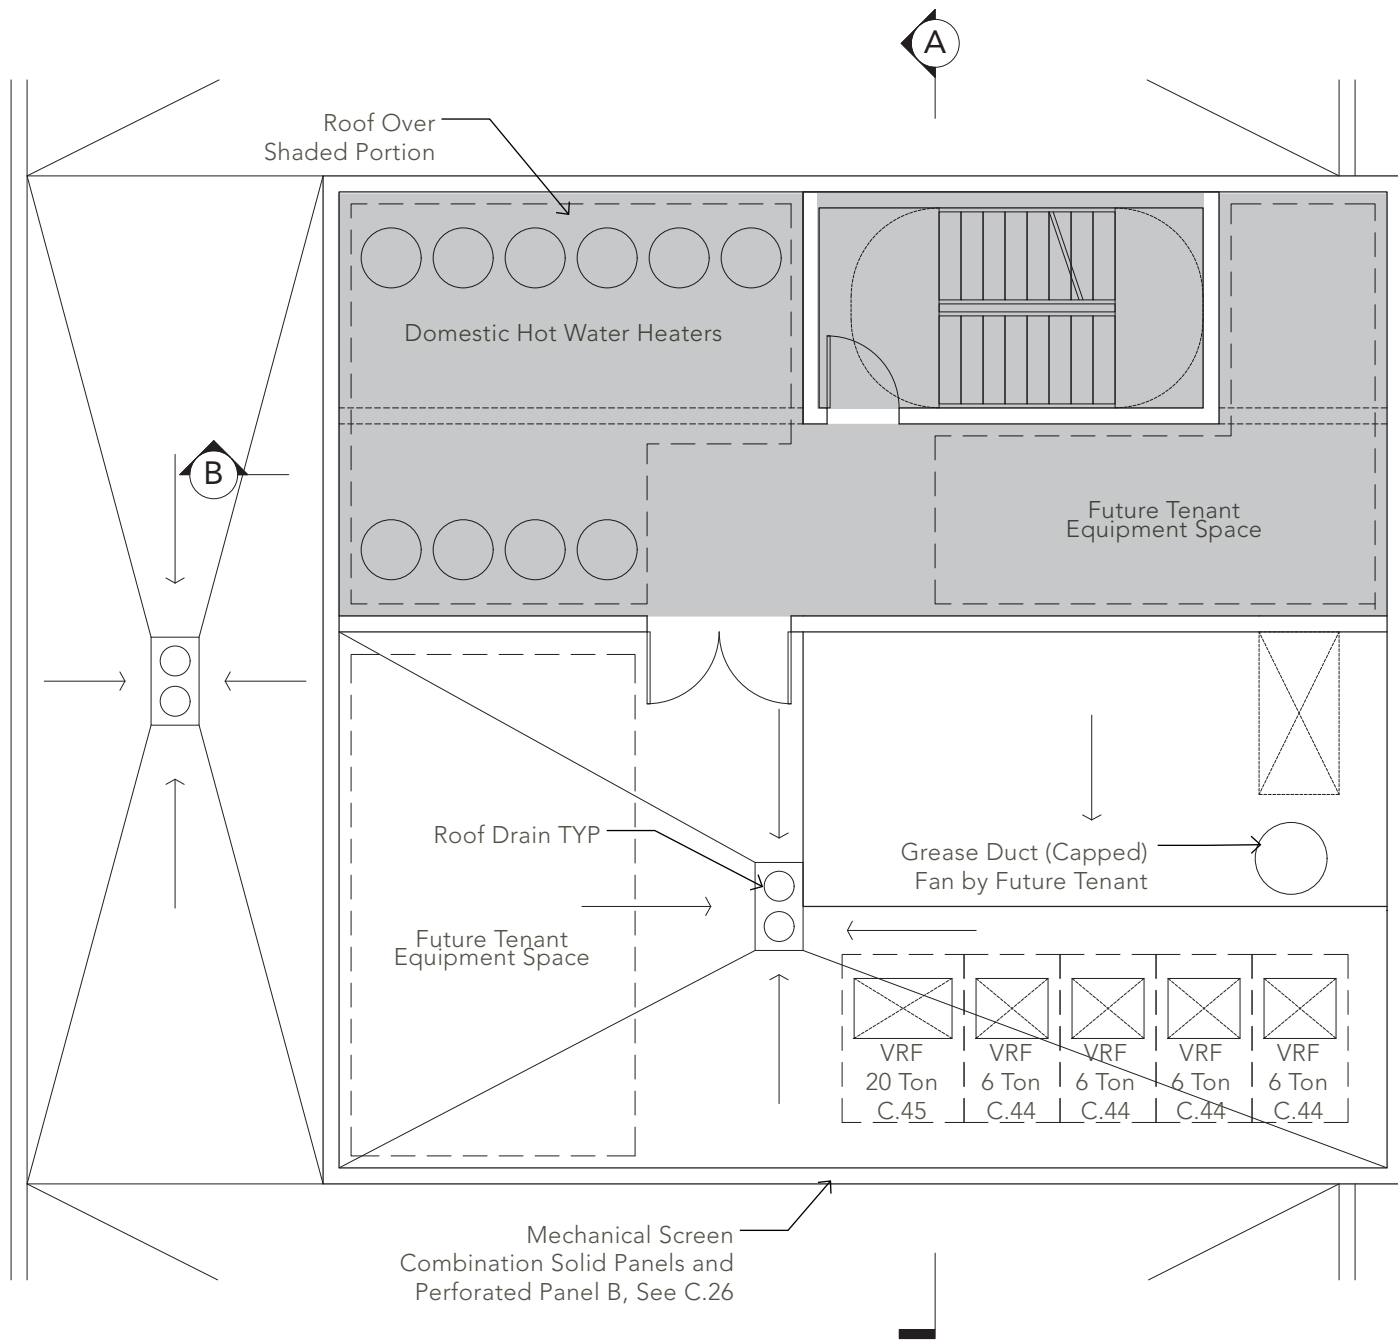 A
Roof Over
Shaded Portion
Domestic Hot Water Heaters
B
Future Tenant
Equipment Space
Roof Drain TYP
Grease Duct (Capped)
Fan by Future Tenant
Future Tenant
Equipment Space
VRF
20 Ton
C.45
VRF
6 Ton
C.44
VRF
6 Ton
C.44
VRF
6 Ton
C.44
VRF
6 Ton
C.44
Mechanical Screen
Combination Solid Panels and
Perforated Panel B, See C.26